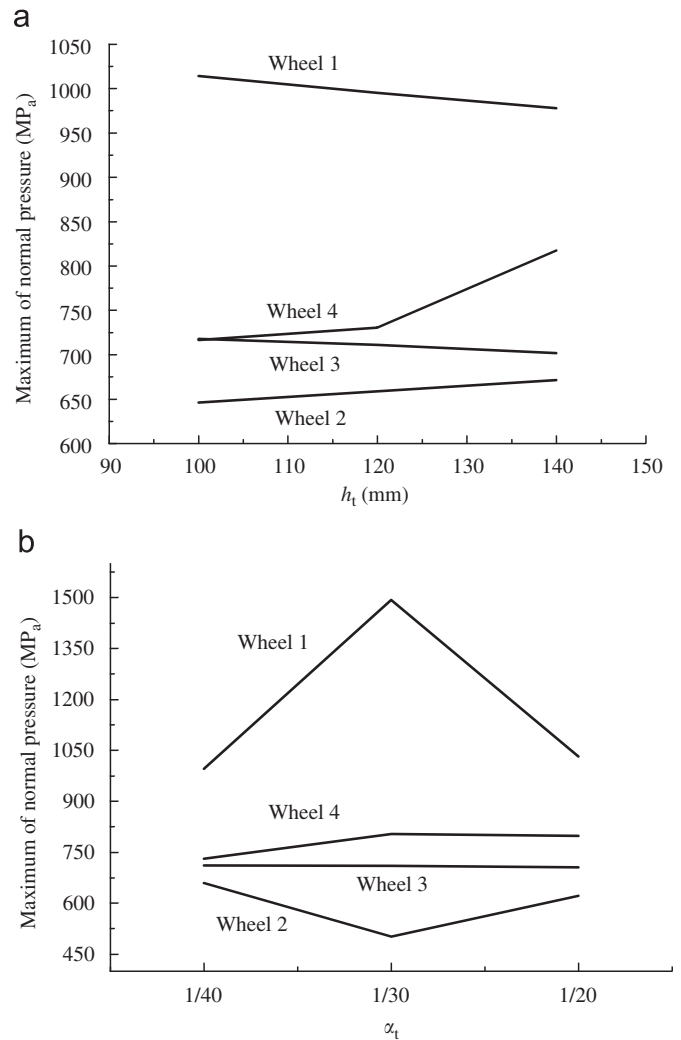 a
Maximum of normal pressure (MPa)
1050
1000
950
900
850
800
750
700
650
600
Wheel 1
Wheel 4
Wheel 3
Wheel 2
90 100 110 120 130 140 150
ht (mm)
b
Maximum of normal pressure (MPa)
1500
1350
1200
1050
900
750
600
450
Wheel 1
Wheel 4
Wheel 3
Wheel 2
1/40 1/30 1/20
αt